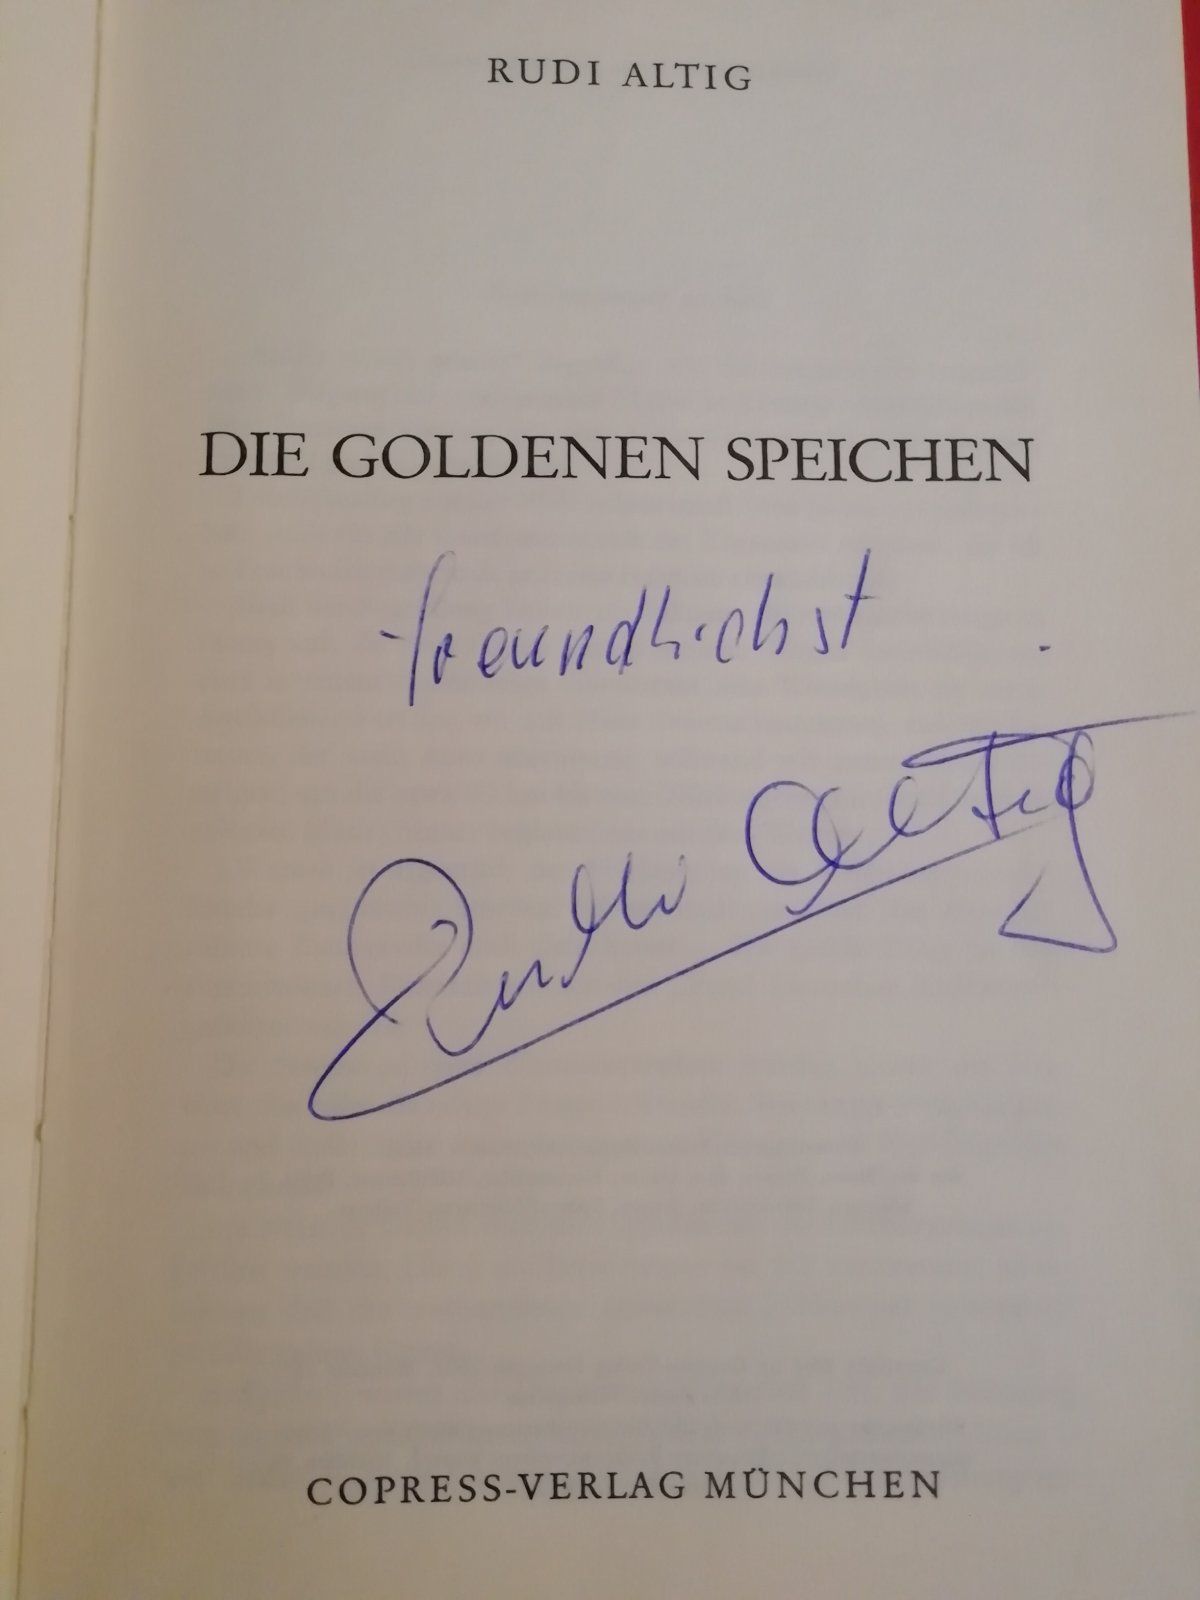 RUDI ALTIG
DIE GOLDENEN SPEICHEN
freundlichst
Rudi Altig
COPRESS-VERLAG MÜNCHEN